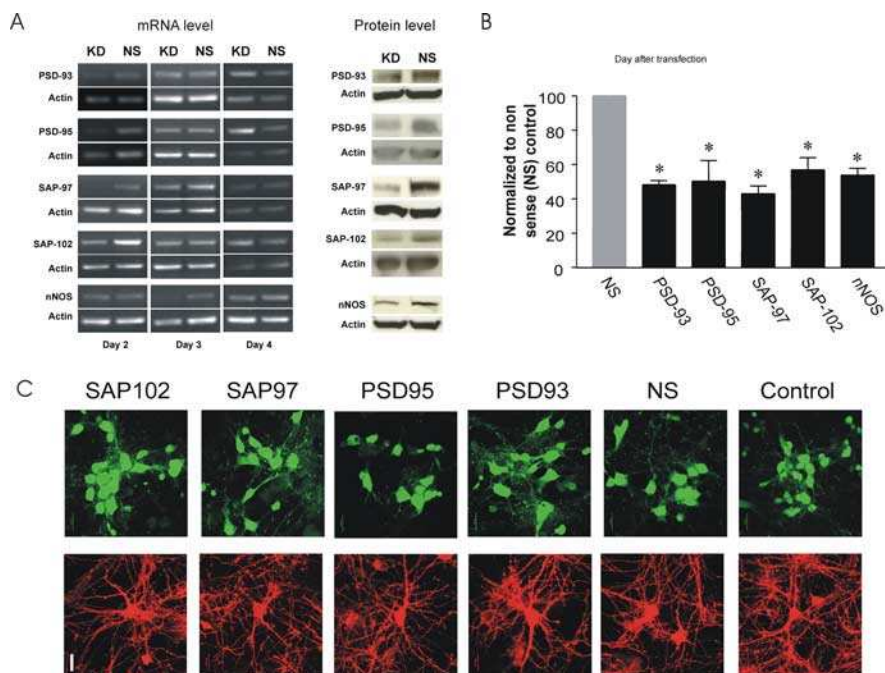 A
mRNA level
Protein level
KD NS KD NS KD NS
KD NS
PSD-93
Actin
PSD-95
Actin
SAP-97
Actin
SAP-102
Actin
nNOS
Actin
Day 2 Day 3 Day 4
PSD-93
Actin
PSD-95
Actin
SAP-97
Actin
SAP-102
Actin
nNOS
Actin
B
Day after transfection
Normalized to non
sense (NS) control
100
80
60
40
20
0
* * * * *
NS PSD-93 PSD-95 SAP-97 SAP-102 nNOS
C
SAP102 SAP97 PSD95 PSD93 NS Control